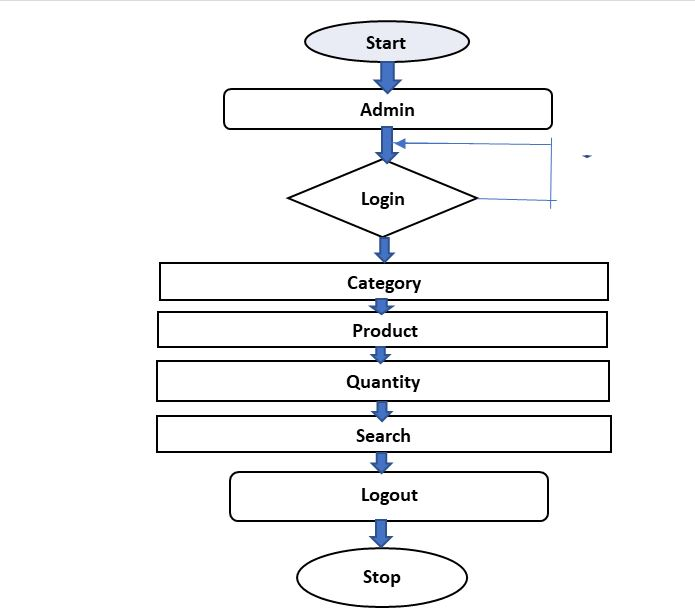 Start
Admin
Login
Category
Product
Quantity
Search
Logout
Stop